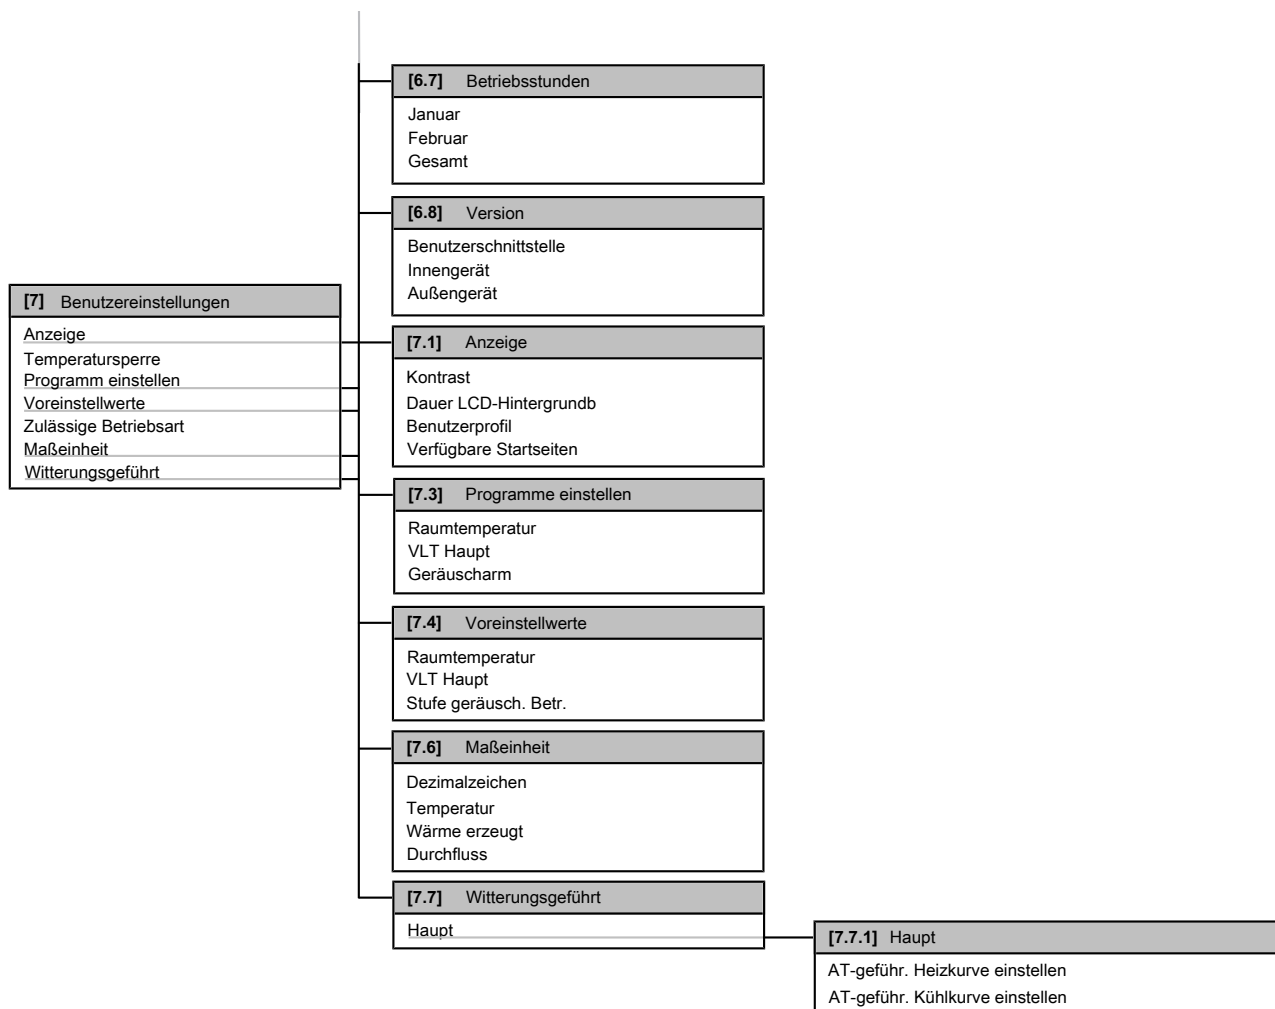 [6.7] Betriebsstunden
Januar
Februar
Gesamt
[6.8] Version
Benutzerschnittstelle
Innengerät
Außengerät
[7] Benutzereinstellungen
Anzeige
Temperatursperre
Programm einstellen
Voreinstellwerte
Zulässige Betriebsart
Maßeinheit
Witterungsgeführt
[7.1] Anzeige
Kontrast
Dauer LCD-Hintergrundb
Benutzerprofil
Verfügbare Startseiten
[7.3] Programme einstellen
Raumtemperatur
VLT Haupt
Geräuscharm
[7.4] Voreinstellwerte
Raumtemperatur
VLT Haupt
Stufe geräusch. Betr.
[7.6] Maßeinheit
Dezimalzeichen
Temperatur
Wärme erzeugt
Durchfluss
[7.7] Witterungsgeführt
Haupt
[7.7.1] Haupt
AT-geführ. Heizkurve einstellen
AT-geführ. Kühlkurve einstellen